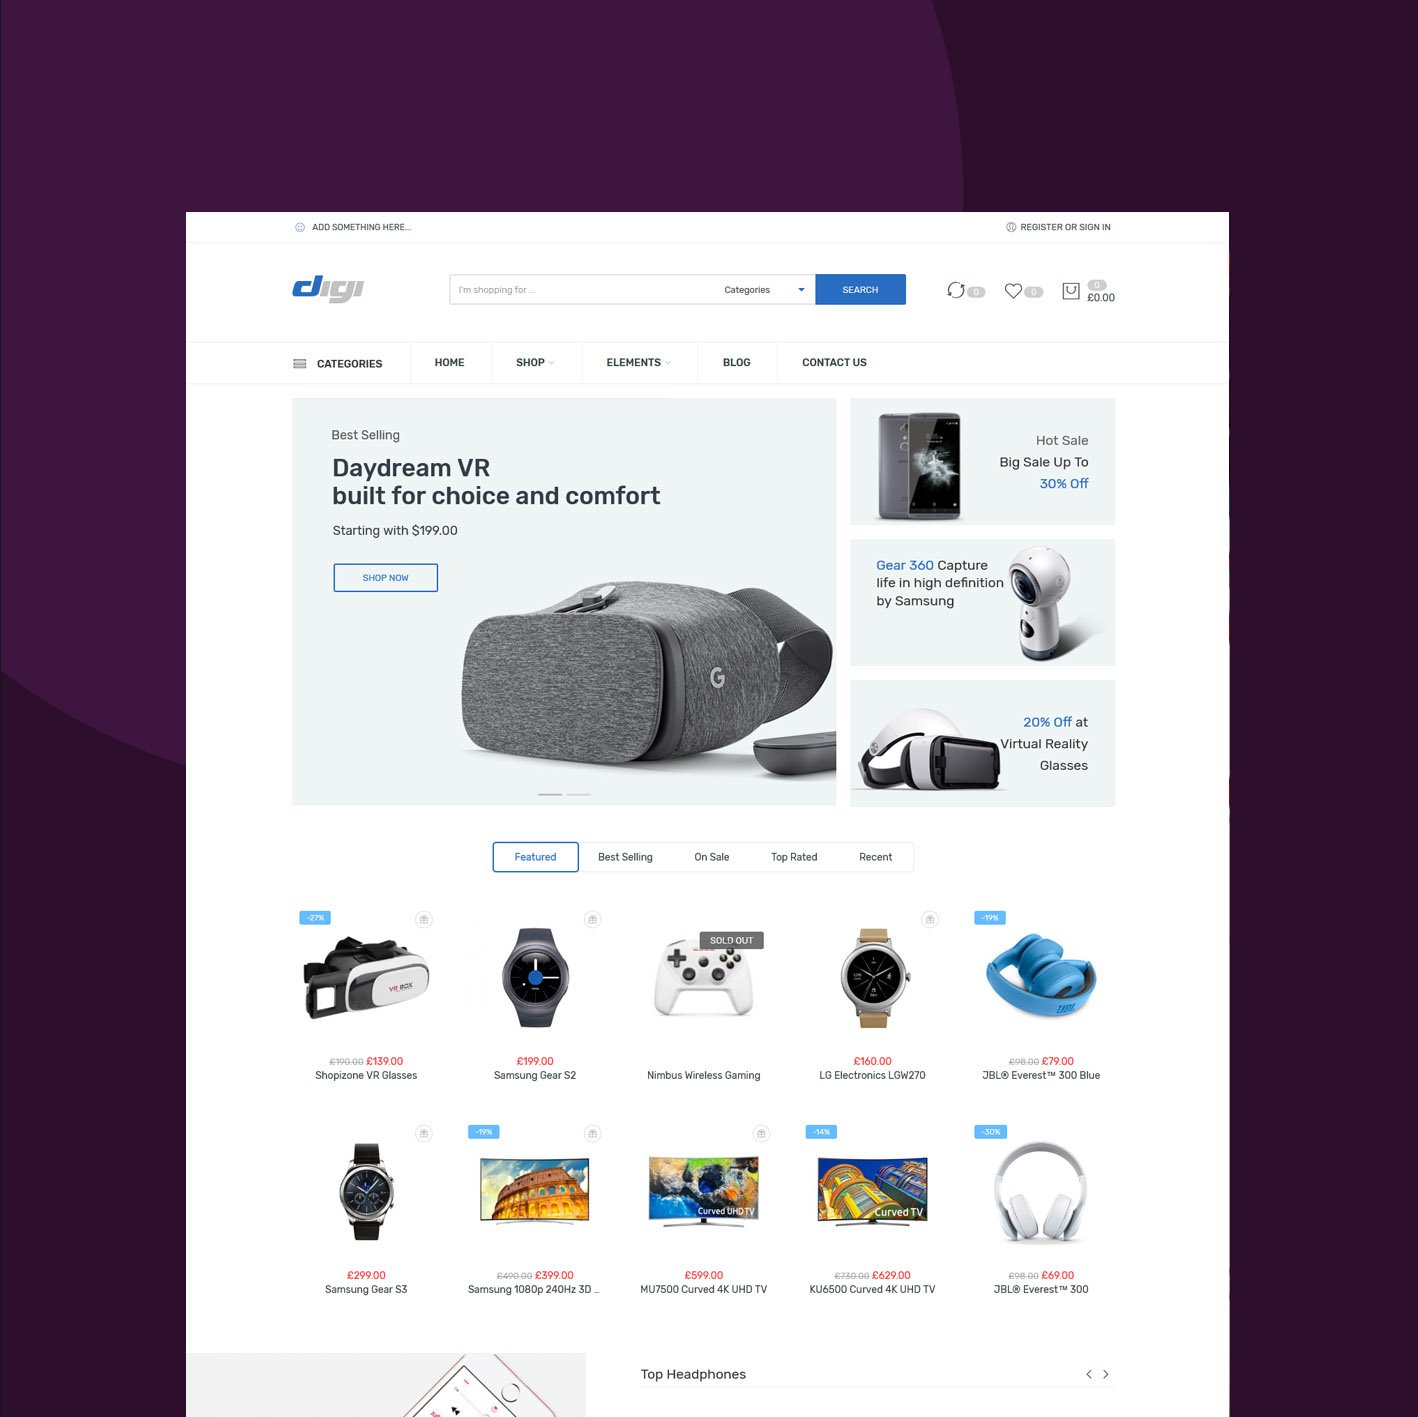 ADD SOMETHING HERE...
REGISTER OR SIGN IN
digi
I'm shopping for ...
Categories
SEARCH
0
0
0
£0.00
CATEGORIES
HOME
SHOP
ELEMENTS
BLOG
CONTACT US
Best Selling
Daydream VR
built for choice and comfort
Starting with $199.00
SHOP NOW
G
Hot Sale
Big Sale Up To
30% Off
Gear 360 Capture
life in high definition
by Samsung
20% Off at
Virtual Reality
Glasses
Featured
Best Selling
On Sale
Top Rated
Recent
-27%
VR BOX
£190.00 £139.00
Shopizone VR Glasses
£199.00
Samsung Gear S2
SOLD OUT
Nimbus Wireless Gaming
£160.00
LG Electronics LGW270
-19%
JBL
£98.00 £79.00
JBL® Everest™ 300 Blue
£299.00
Samsung Gear S3
-19%
£490.00 £399.00
Samsung 1080p 240Hz 3D ...
Curved UHD TV
£599.00
MU7500 Curved 4K UHD TV
-14%
Curved TV
£730.00 £629.00
KU6500 Curved 4K UHD TV
-30%
£98.00 £69.00
JBL® Everest™ 300
Top Headphones